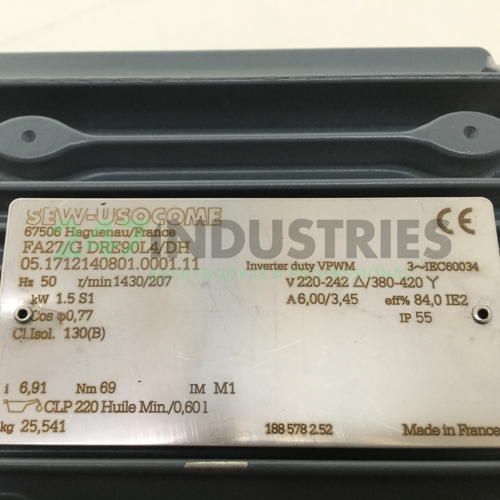 SEW-USOCOME
67506 Haguenau/France
FA27/G DRE90L4/DH
05.1712140801.0001.11 Inverter duty VPWM 3~IEC60034
Hz 50 r/min 1430/207 V 220-242 △/380-420 Y
kW 1.5 S1 A 6,00/3,45 eff% 84,0 IE2
Cos φ 0,77 IP 55
Cl.Isol. 130(B)
i 6,91 Nm 69 IM M1
CLP 220 Huile Min./0,60 l
kg 25,541 188 578 2.52 Made in France
CE
INDUSTRIES